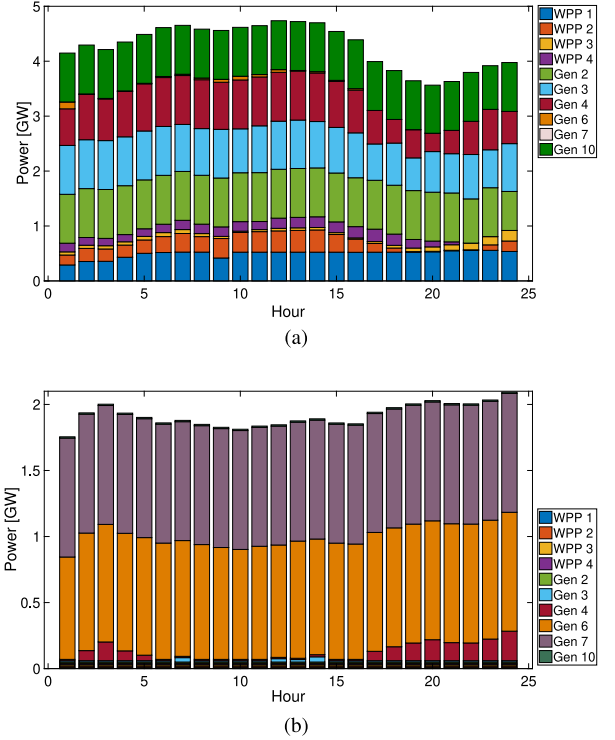 5
4
3
2
1
0
Power [GW]
0 5 10 15 20 25
Hour
WPP 1
WPP 2
WPP 3
WPP 4
Gen 2
Gen 3
Gen 4
Gen 6
Gen 7
Gen 10
(a)
2
1.5
1
0.5
0
Power [GW]
0 5 10 15 20 25
Hour
WPP 1
WPP 2
WPP 3
WPP 4
Gen 2
Gen 3
Gen 4
Gen 6
Gen 7
Gen 10
(b)